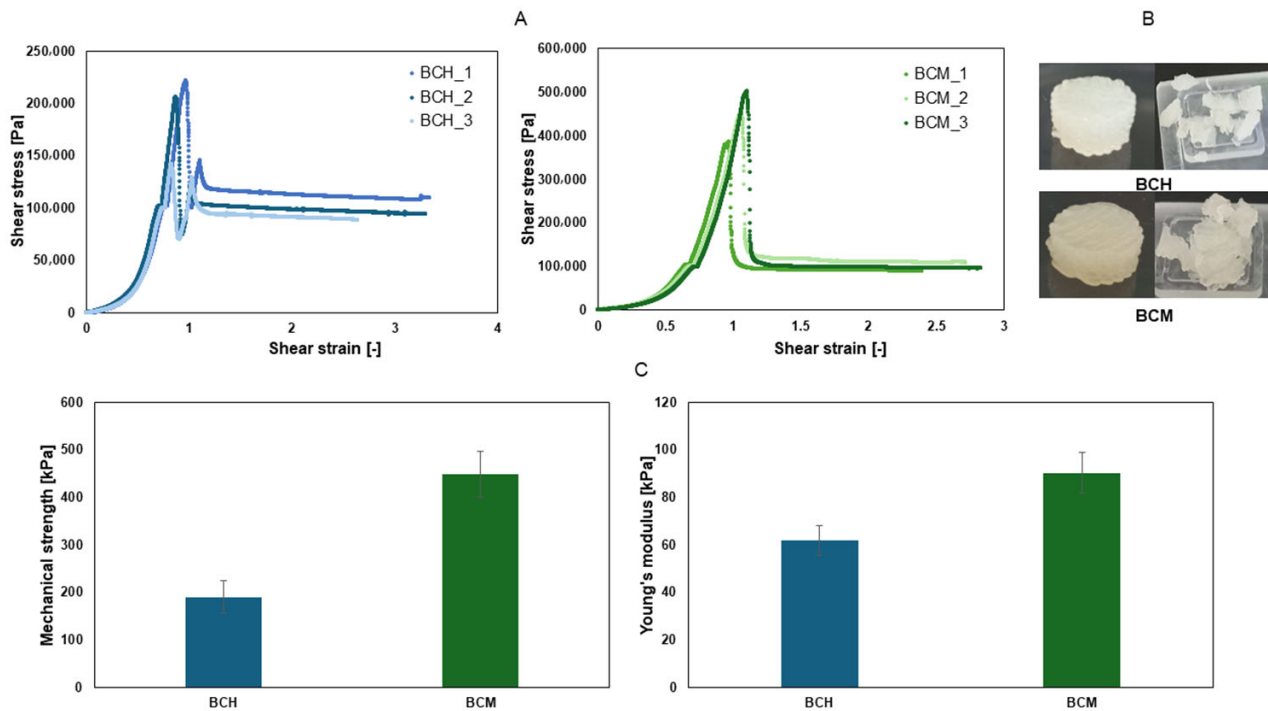 A
B
250,000
200,000
150,000
100,000
50,000
0
Shear stress [Pa]
0 1 2 3 4
Shear strain [-]
BCH_1
BCH_2
BCH_3
600,000
500,000
400,000
300,000
200,000
100,000
0
Shear stress [Pa]
0 0.5 1 1.5 2 2.5 3
Shear strain [-]
BCM_1
BCM_2
BCM_3
BCH
BCM
C
600
500
400
300
200
100
0
Mechanical strength [kPa]
BCH BCM
120
100
80
60
40
20
0
Young's modulus [kPa]
BCH BCM